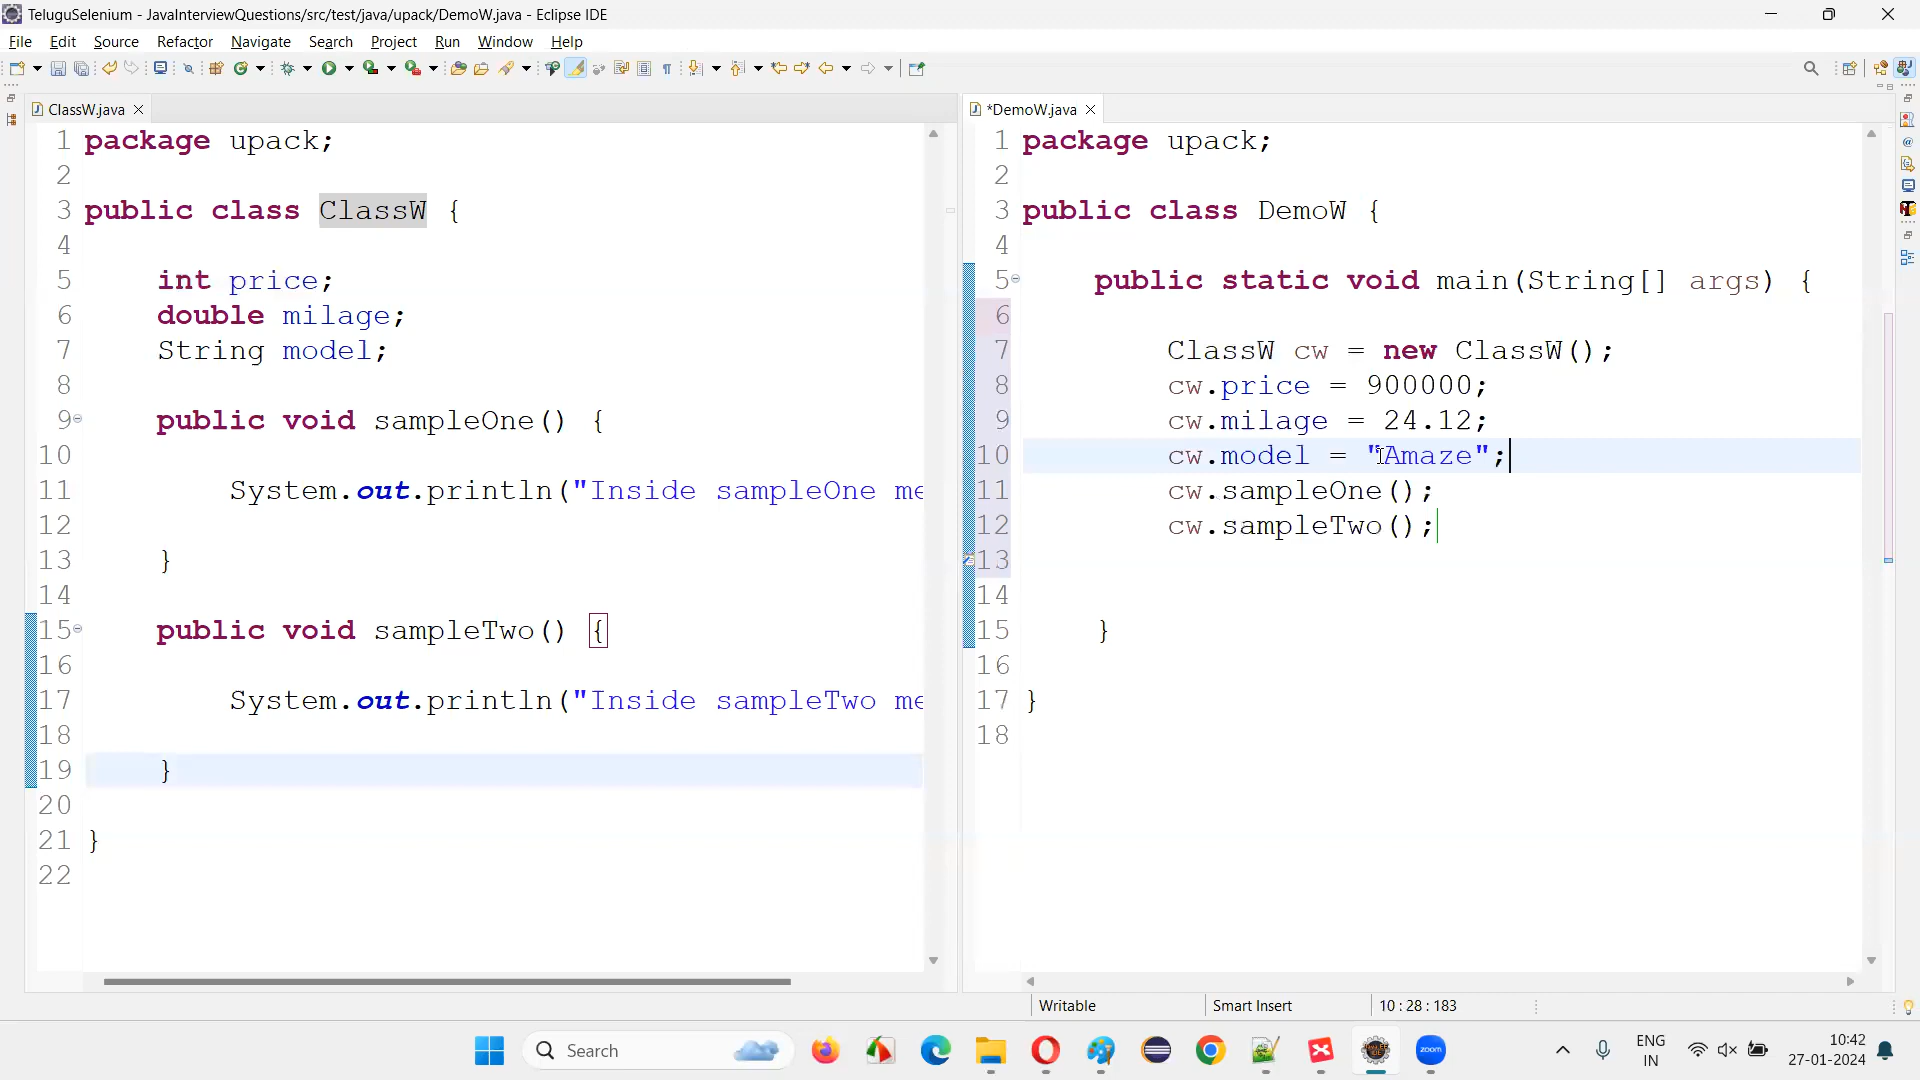 TeluguSelenium - JavaInterviewQuestions/src/test/java/upack/DemoW.java - Eclipse IDE
File Edit Source Refactor Navigate Search Project Run Window Help
ClassW.java
1 package upack;
2
3 public class ClassW {
4
5 int price;
6 double milage;
7 String model;
8
9 public void sampleOne() {
10
11 System.out.println("Inside sampleOne me
12
13 }
14
15 public void sampleTwo() {
16
17 System.out.println("Inside sampleTwo me
18
19 }
20
21 }
22
*DemoW.java
1 package upack;
2
3 public class DemoW {
4
5 public static void main(String[] args) {
6
7 ClassW cw = new ClassW();
8 cw.price = 900000;
9 cw.milage = 24.12;
10 cw.model = "Amaze";
11 cw.sampleOne();
12 cw.sampleTwo();
13
14
15 }
16
17 }
18
Writable Smart Insert 10 : 28 : 183
Search
zoom
ENG
IN
10:42
27-01-2024